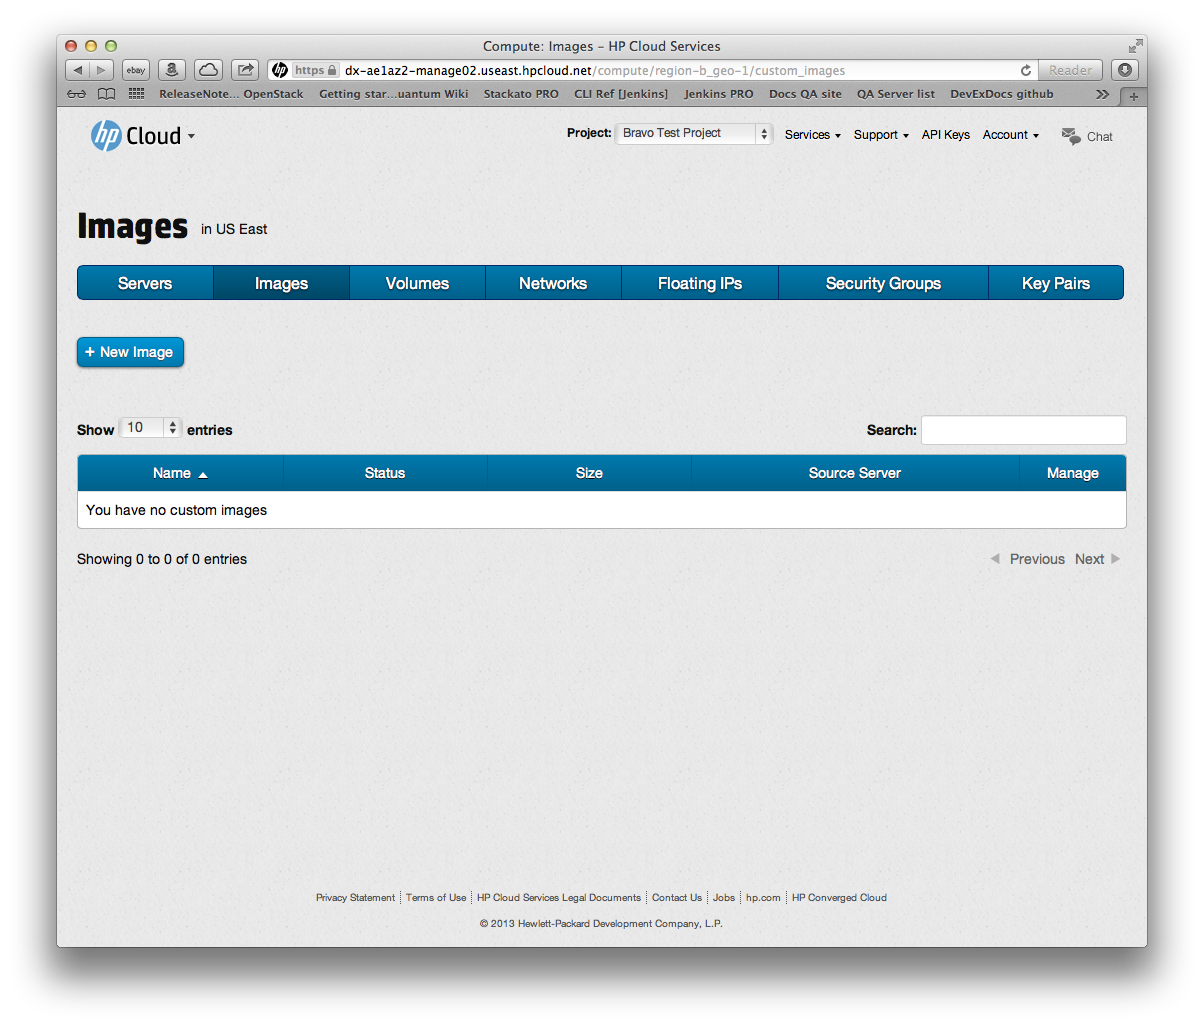 Compute: Images – HP Cloud Services
ebay a hp https dx-ae1az2-manage02.useast.hpcloud.net/compute/region-b_geo-1/custom_images Reader
ReleaseNote... OpenStack Getting star...uantum Wiki Stackato PRO CLI Ref [Jenkins] Jenkins PRO Docs QA site QA Server list DevExDocs github
hp Cloud Project: Bravo Test Project Services Support API Keys Account Chat
Images in US East
Servers Images Volumes Networks Floating IPs Security Groups Key Pairs
+ New Image
Show 10 entries Search:
Name Status Size Source Server Manage
You have no custom images
Showing 0 to 0 of 0 entries Previous Next
Privacy Statement Terms of Use HP Cloud Services Legal Documents Contact Us Jobs hp.com HP Converged Cloud
© 2013 Hewlett-Packard Development Company, L.P.